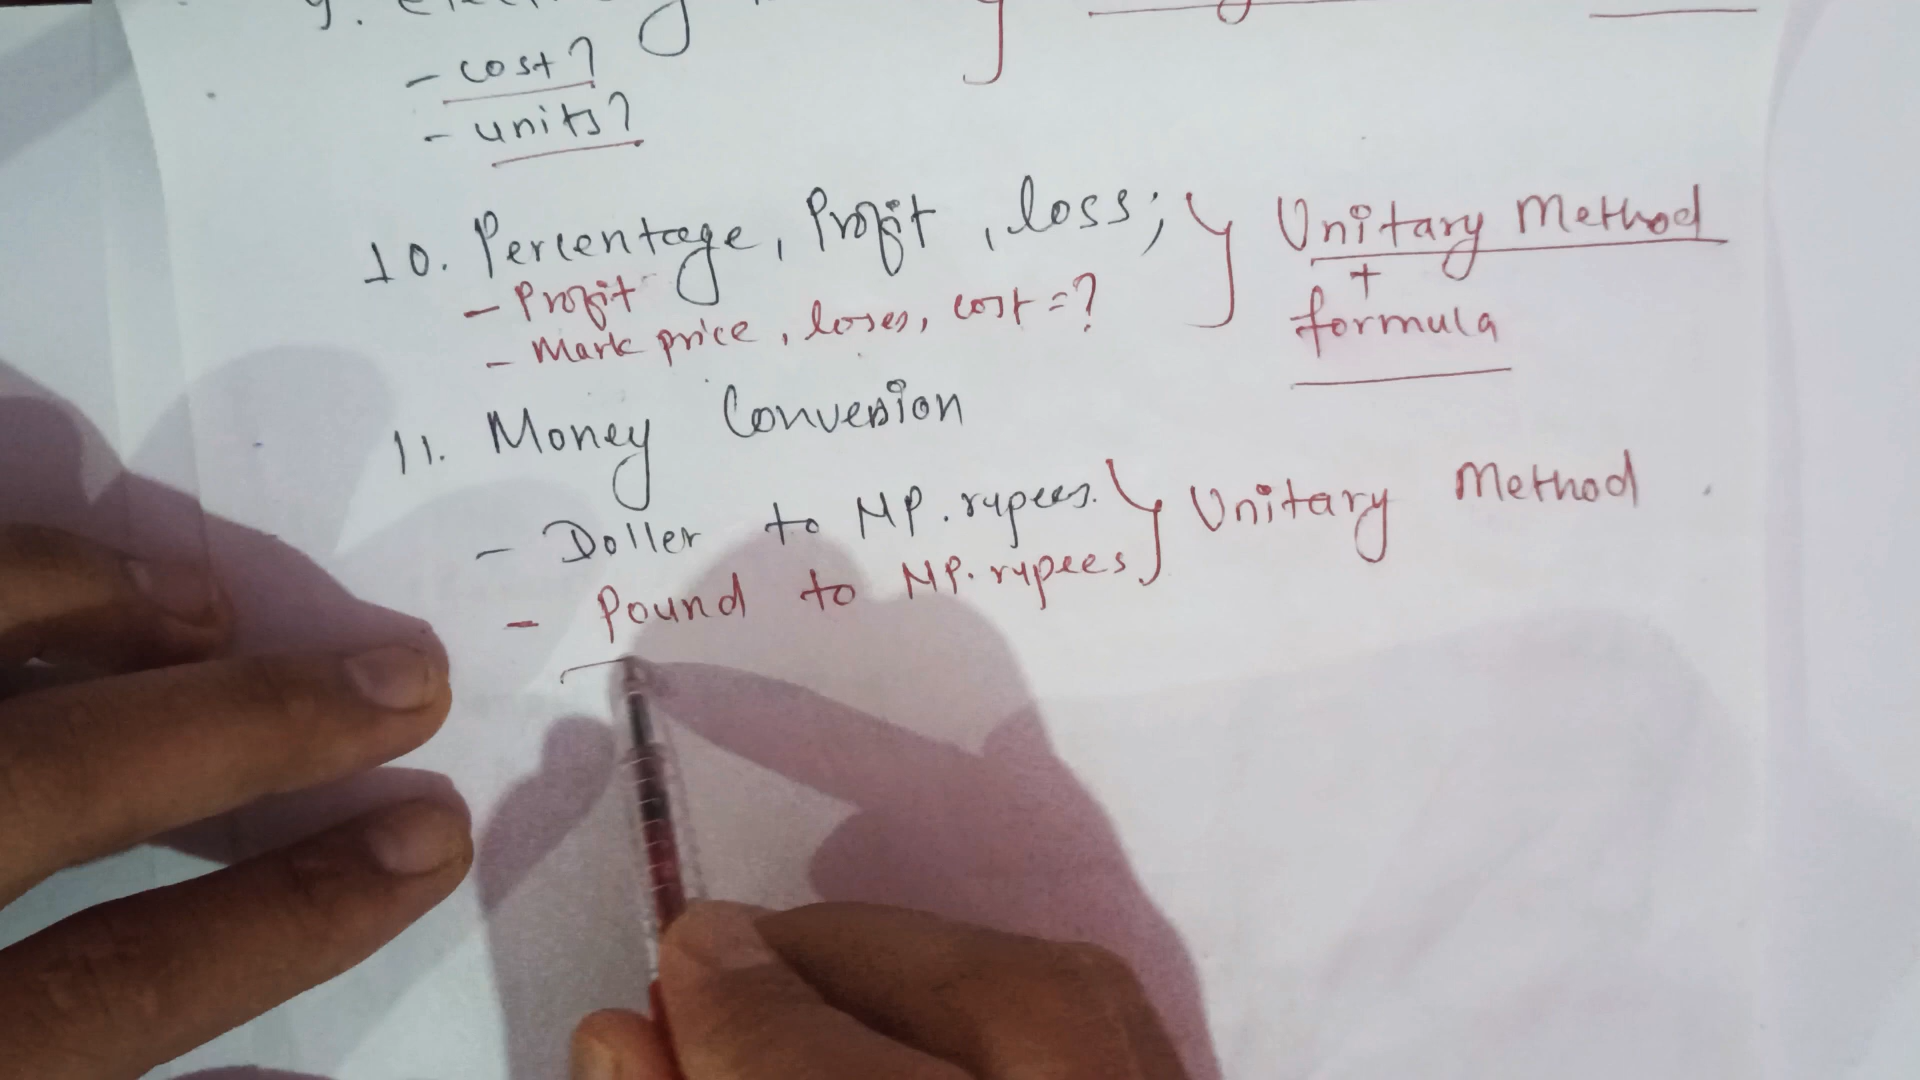 - cost?
- units?
10. Percentage, Profit, loss; } Unitary Method
+
- Profit
formula
- Mark price, loses, cost = ?
11. Money Conversion
- Doller to NP. rupees. } Unitary Method
- Pound to NP. rupees